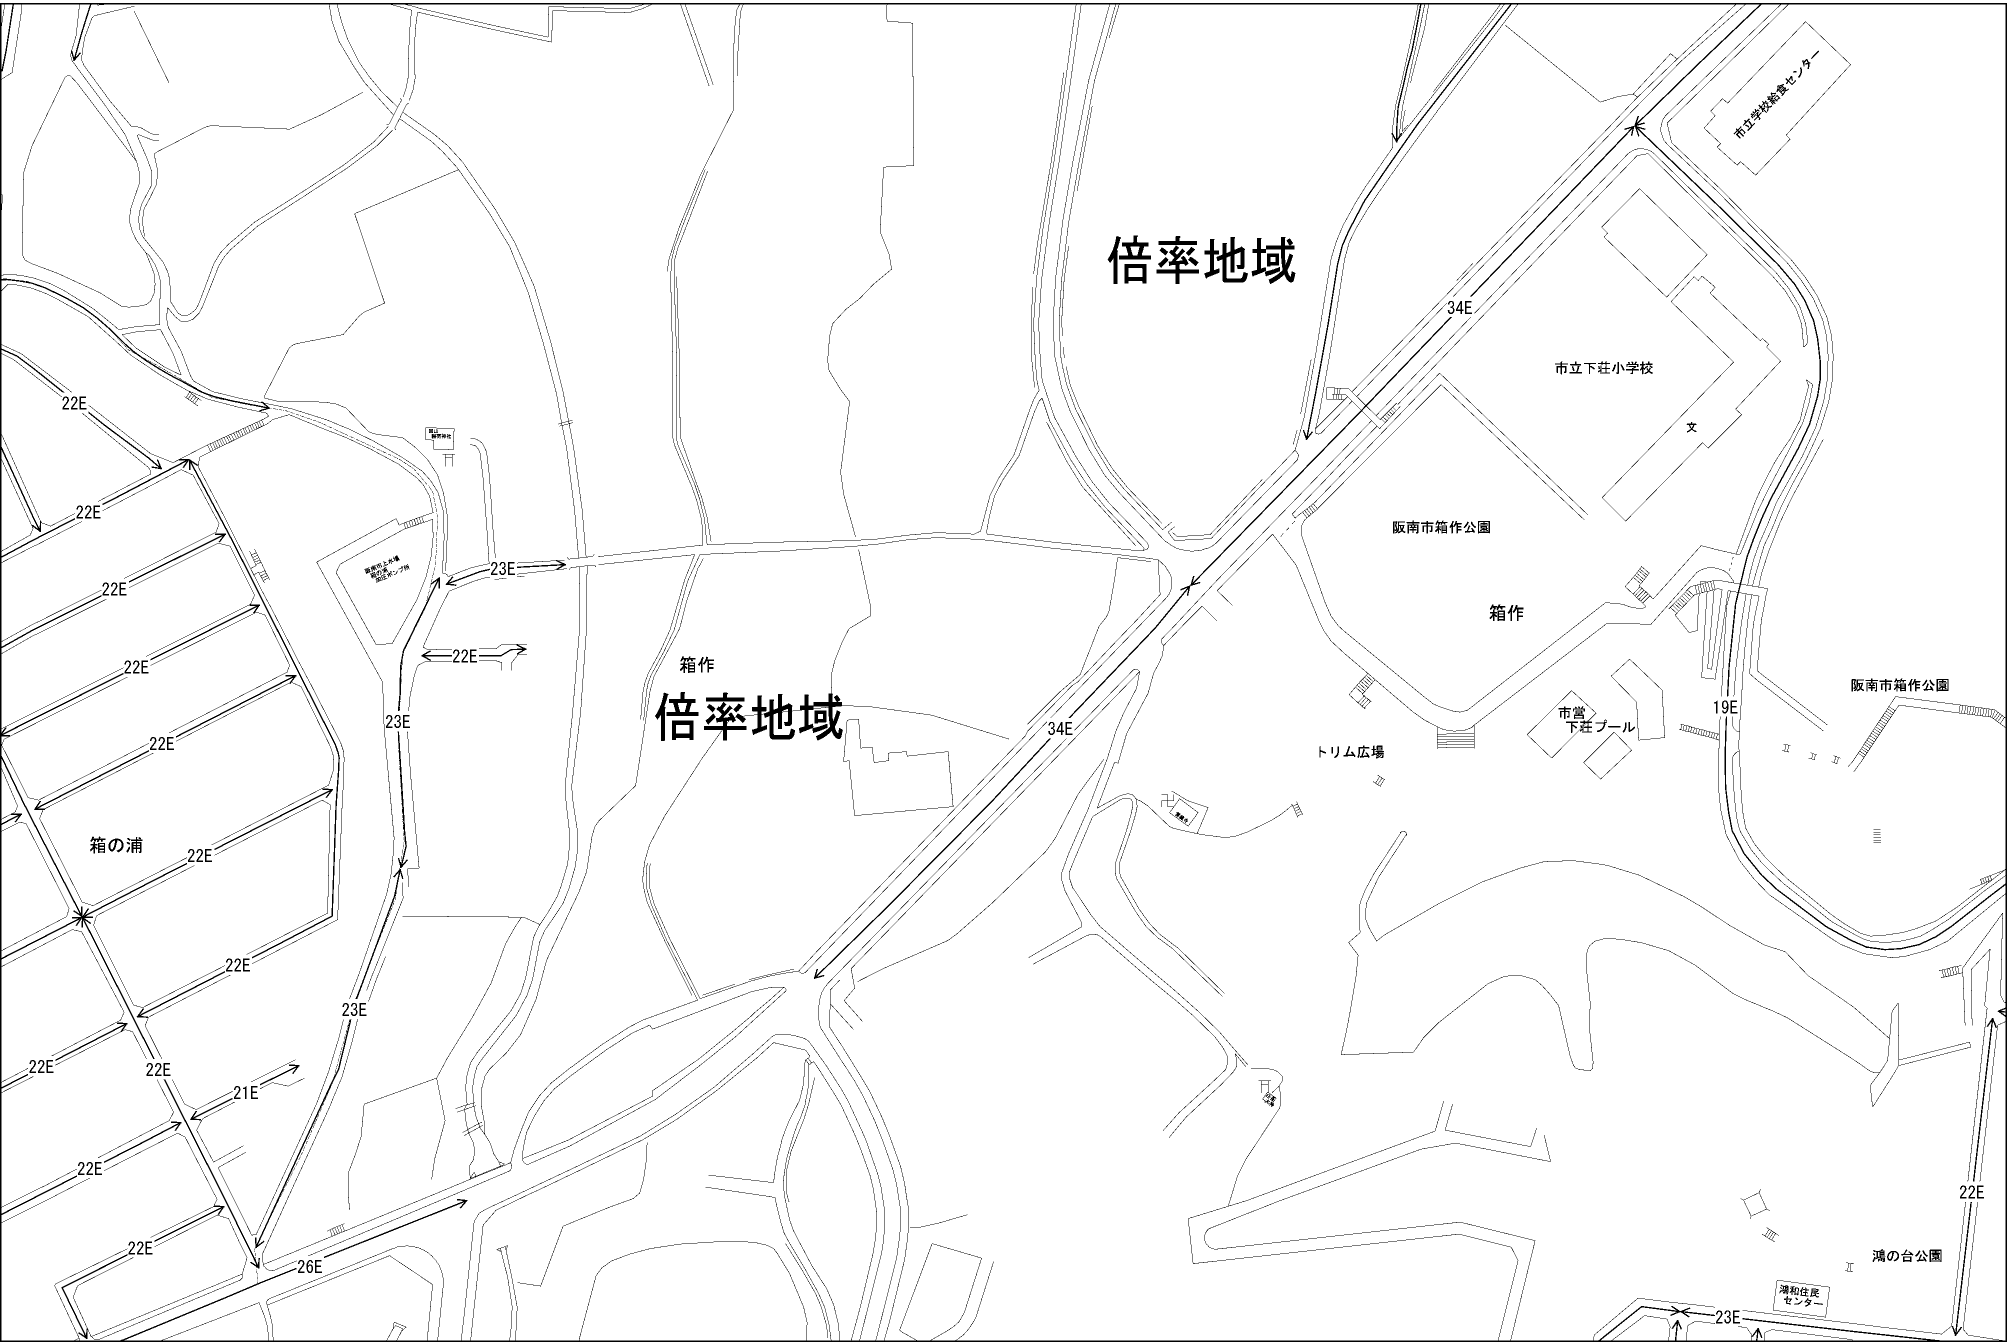 市立学校給食センター
倍率地域
34E
市立下荘小学校
22E
文
22E
阪南市箱作公園
23E
22E
箱作
22E
22E
箱作
22E
阪南市箱作公園
倍率地域
19E
市営
下荘プール
23E
34E
22E
トリム広場
箱の浦
22E
22E
23E
22E
22E
21E
22E
22E
22E
鴻の台公園
26E
鴻和住民
センター
23E